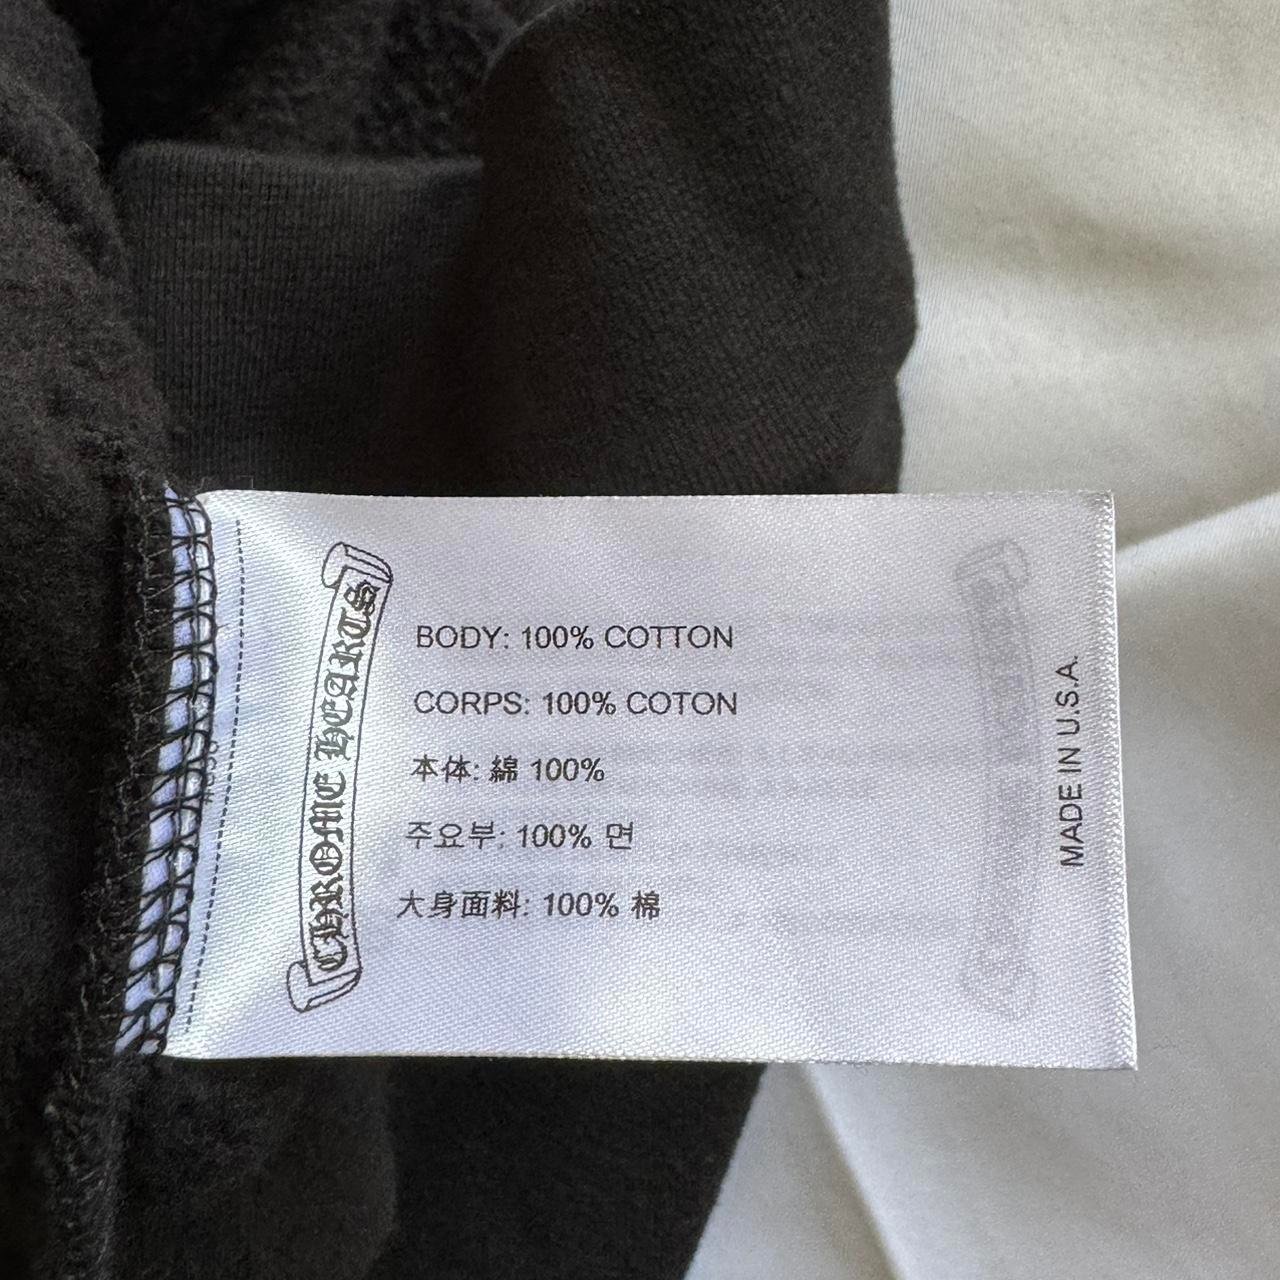 CHROME HEARTS
BODY: 100% COTTON
CORPS: 100% COTON
本体: 綿 100%
주요부: 100% 면
大身面料: 100% 棉
MADE IN U.S.A.